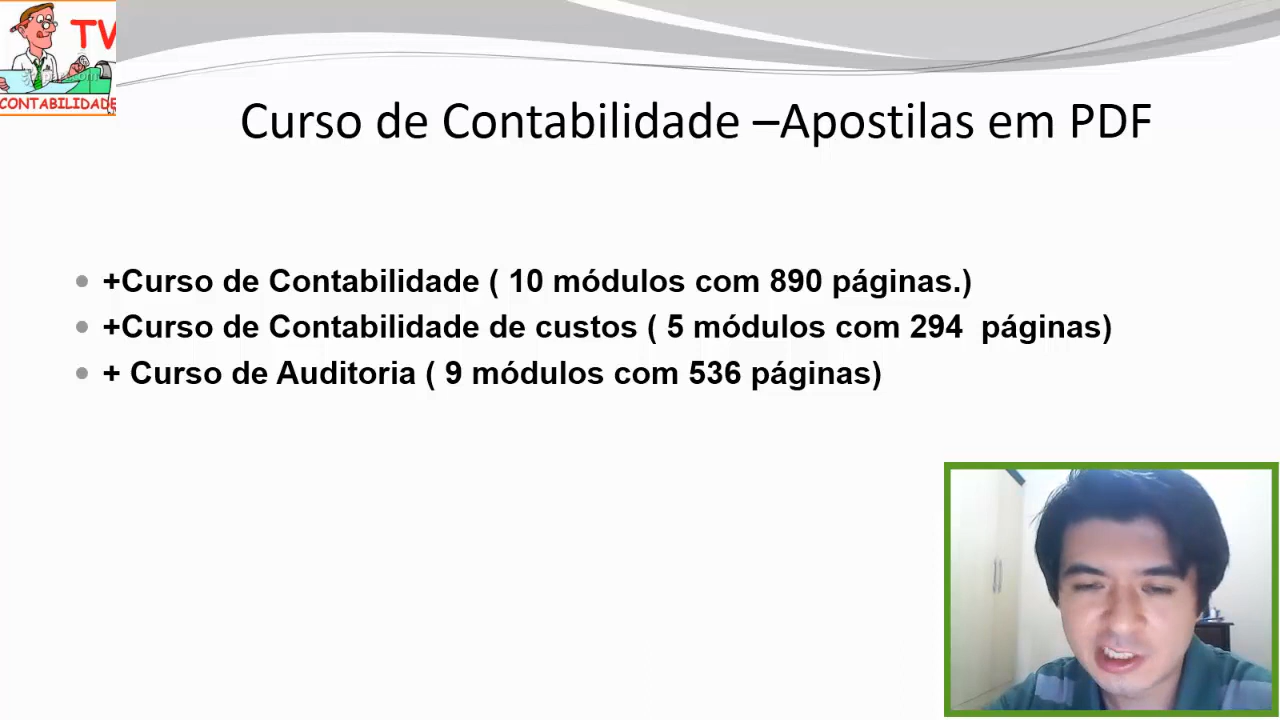 TV
CONTABILIDADE
Curso de Contabilidade –Apostilas em PDF
+Curso de Contabilidade ( 10 módulos com 890 páginas.)
+Curso de Contabilidade de custos ( 5 módulos com 294  páginas)
+ Curso de Auditoria ( 9 módulos com 536 páginas)